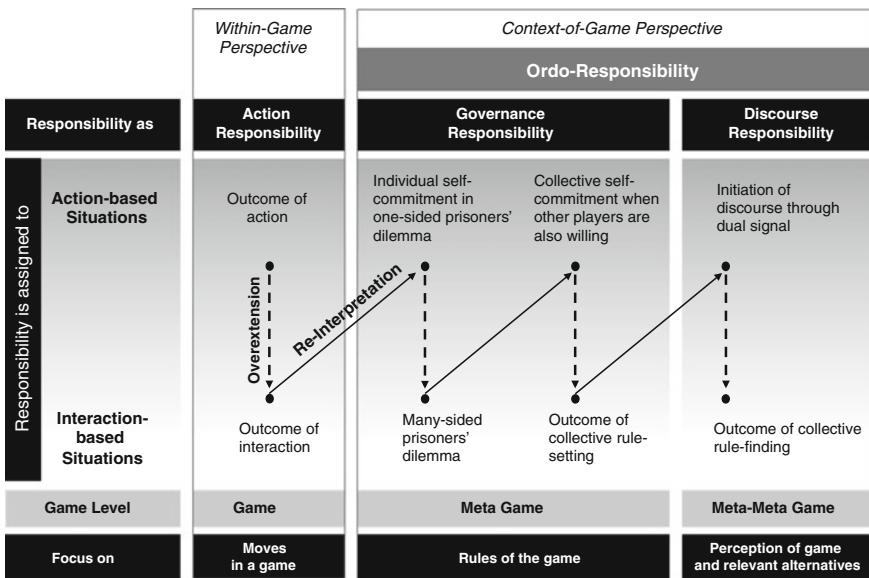 Within-Game
Perspective
Context-of-Game Perspective
Ordo-Responsibility
Responsibility as
Action
Responsibility
Governance
Responsibility
Discourse
Responsibility
Responsibility is assigned to
Action-based
Situations
Outcome of
action
Individual self-
commitment in
one-sided prisoners'
dilemma
Collective self-
commitment when
other players are
also willing
Initiation of
discourse through
dual signal
Overextension
Re-Interpretation
Interaction-
based
Situations
Outcome of
interaction
Many-sided
prisoners'
dilemma
Outcome of
collective rule-
setting
Outcome of collective
rule-finding
Game Level
Game
Meta Game
Meta-Meta Game
Focus on
Moves
in a game
Rules of the game
Perception of game
and relevant alternatives